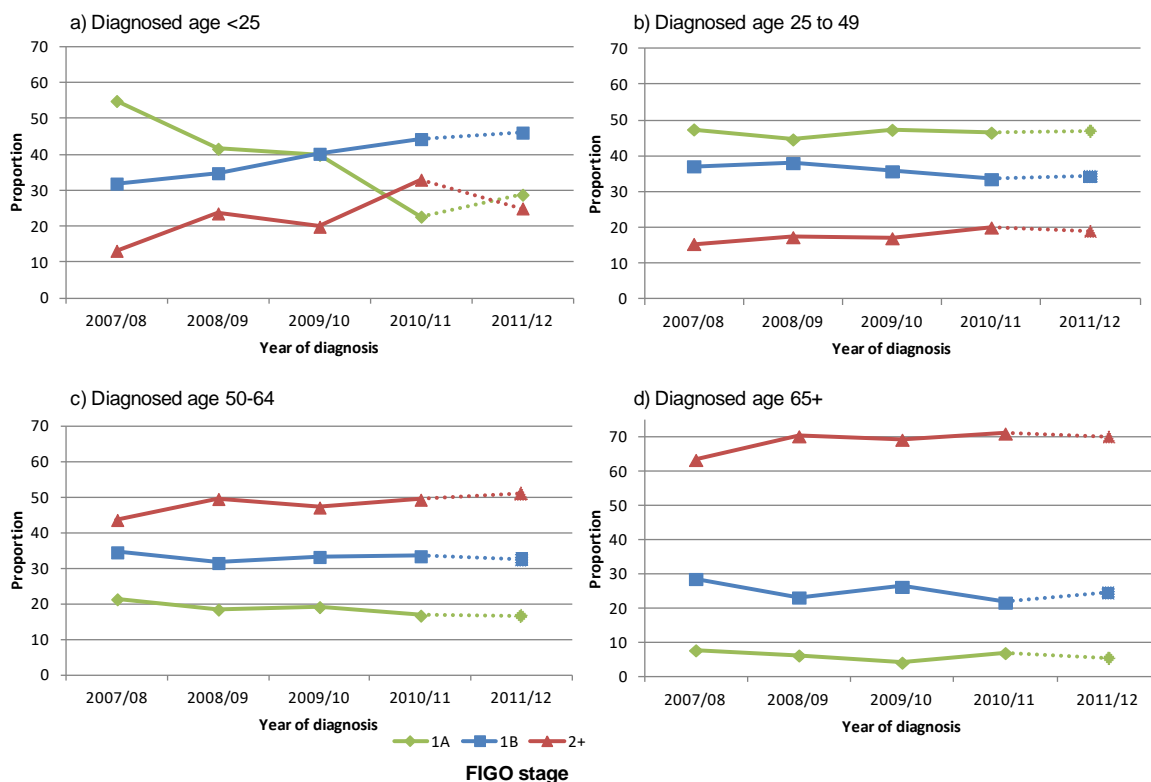 a) Diagnosed age <25
70
60
50
40
30
20
10
0
Proportion
2007/08 2008/09 2009/10 2010/11 2011/12
Year of diagnosis
b) Diagnosed age 25 to 49
70
60
50
40
30
20
10
0
Proportion
2007/08 2008/09 2009/10 2010/11 2011/12
Year of diagnosis
c) Diagnosed age 50-64
70
60
50
40
30
20
10
0
Proportion
2007/08 2008/09 2009/10 2010/11 2011/12
Year of diagnosis
d) Diagnosed age 65+
70
60
50
40
30
20
10
0
Proportion
2007/08 2008/09 2009/10 2010/11 2011/12
Year of diagnosis
1A 1B 2+
FIGO stage